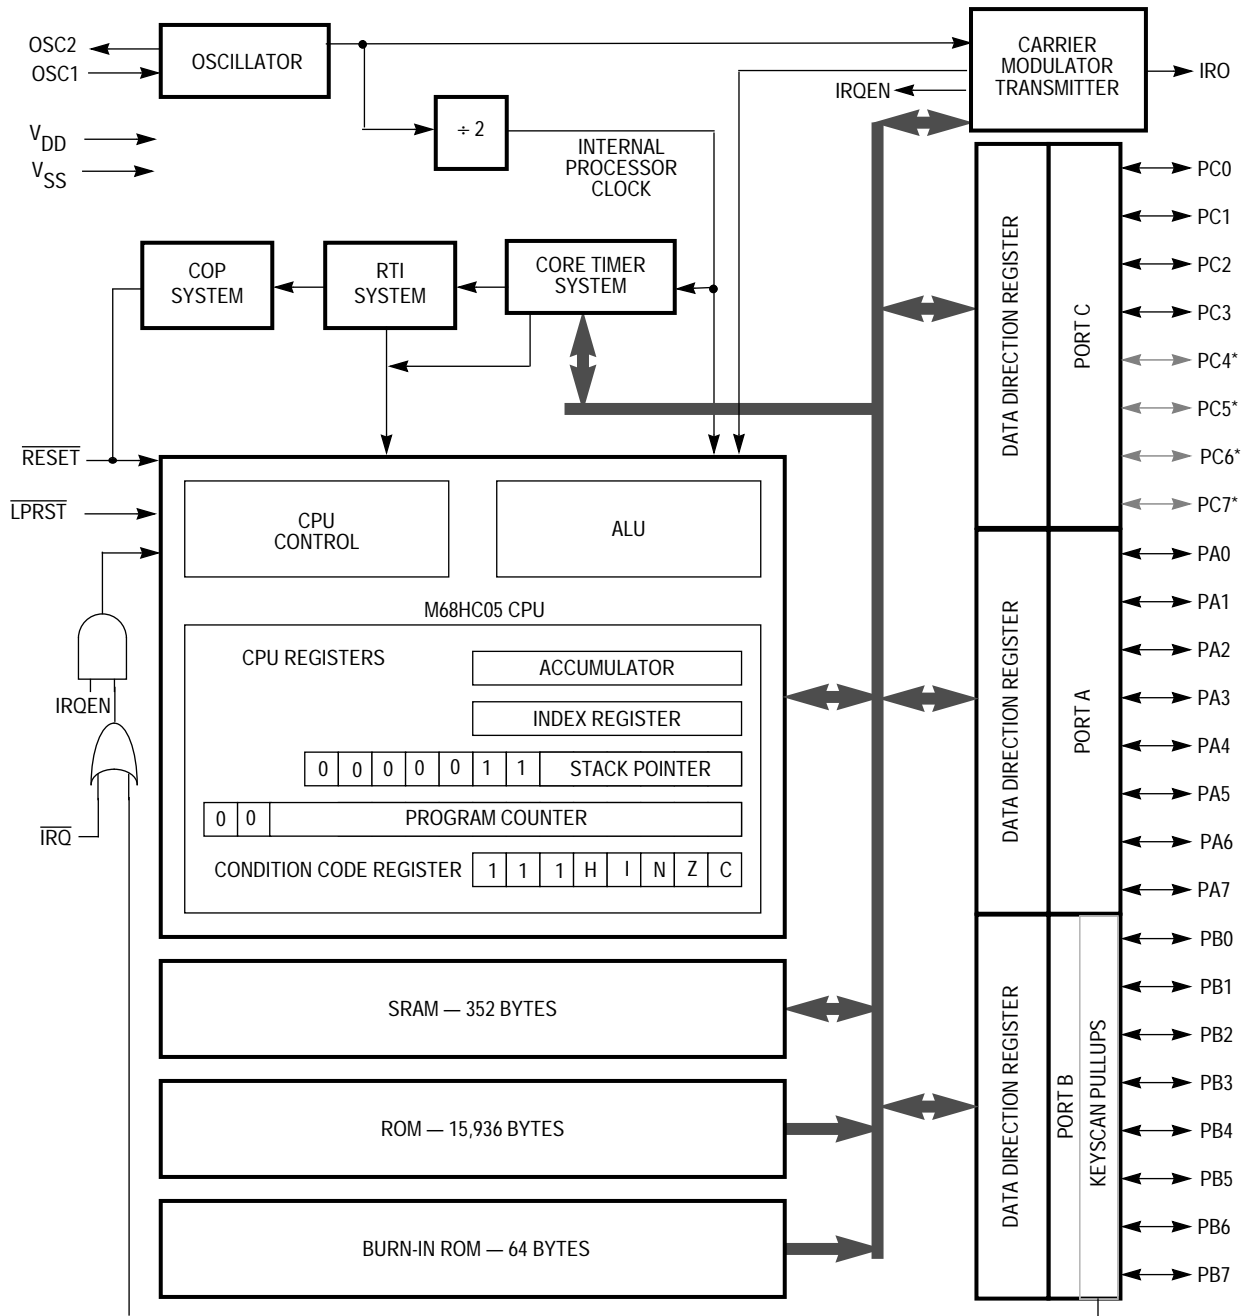 OSC2
OSC1
V DD
V SS
OSCILLATOR
÷ 2
INTERNAL
PROCESSOR
CLOCK
CARRIER
MODULATOR
TRANSMITTER
IRO
IRQEN
COP
SYSTEM
RTI
SYSTEM
CORE TIMER
SYSTEM
RESET
LPRST
IRQEN
IRQ
CPU
CONTROL
ALU
M68HC05 CPU
CPU REGISTERS
ACCUMULATOR
INDEX REGISTER
0 0 0 0 0 1 1 STACK POINTER
0 0 PROGRAM COUNTER
CONDITION CODE REGISTER 1 1 1 H I N Z C
SRAM — 352 BYTES
ROM — 15,936 BYTES
BURN-IN ROM — 64 BYTES
DATA DIRECTION REGISTER
PORT C
PC0
PC1
PC2
PC3
PC4*
PC5*
PC6*
PC7*
DATA DIRECTION REGISTER
PORT A
PA0
PA1
PA2
PA3
PA4
PA5
PA6
PA7
DATA DIRECTION REGISTER
PORT B
KEYSCAN PULLUPS
PB0
PB1
PB2
PB3
PB4
PB5
PB6
PB7